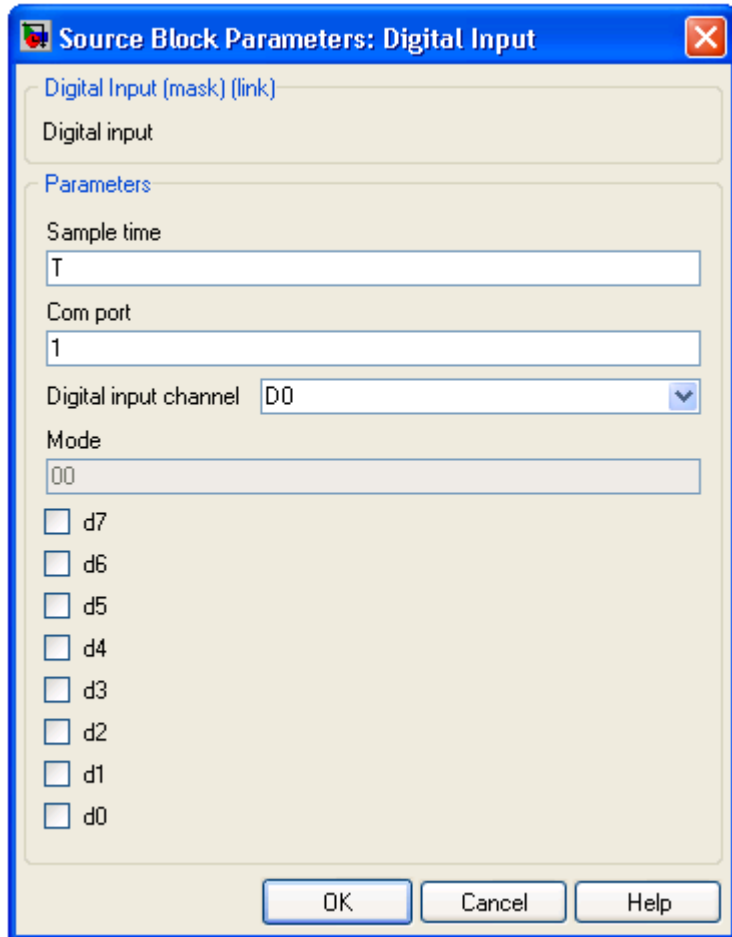 Source Block Parameters: Digital Input
Digital Input (mask) (link)
Digital input
Parameters
Sample time
T
Com port
1
Digital input channel D0
Mode
00
d7
d6
d5
d4
d3
d2
d1
d0
OK Cancel Help